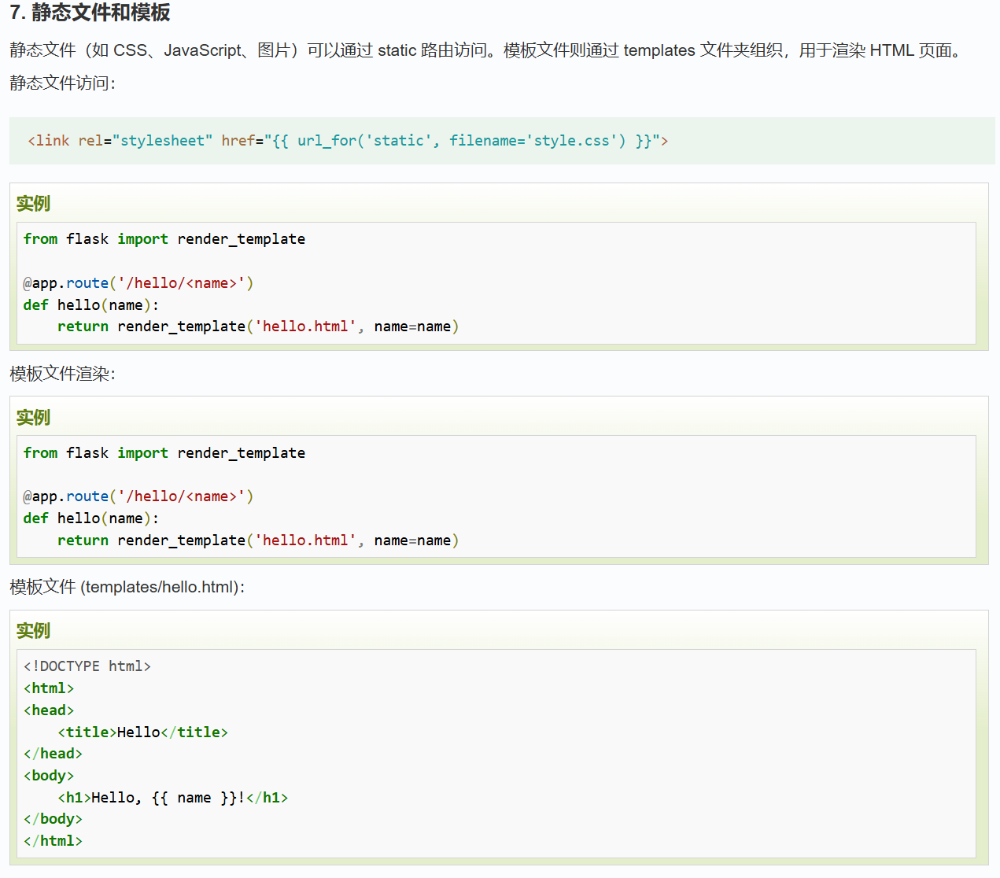 7. 静态文件和模板
静态文件（如 CSS、JavaScript、图片）可以通过 static 路由访问。模板文件则通过 templates 文件夹组织，用于渲染 HTML 页面。
静态文件访问：
<link rel="stylesheet" href="{{ url_for('static', filename='style.css') }}">
实例
from flask import render_template
@app.route('/hello/<name>')
def hello(name):
    return render_template('hello.html', name=name)
模板文件渲染：
实例
from flask import render_template
@app.route('/hello/<name>')
def hello(name):
    return render_template('hello.html', name=name)
模板文件 (templates/hello.html)：
实例
<!DOCTYPE html>
<html>
<head>
    <title>Hello</title>
</head>
<body>
    <h1>Hello, {{ name }}!</h1>
</body>
</html>